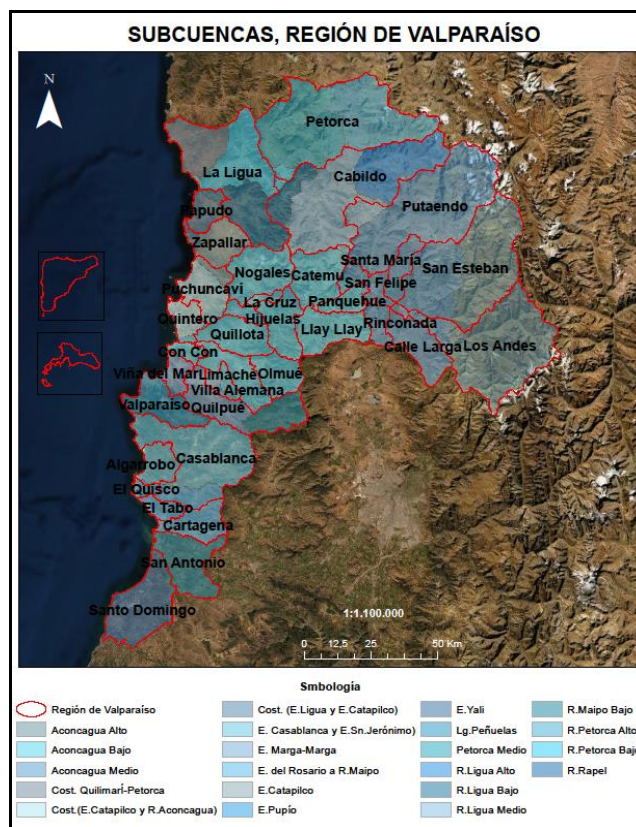 SUBCUENCAS, REGIÓN DE VALPARAÍSO
N
Petorca
La Ligua
Cabildo
Papudo
Putaendo
Zapallar
Santa María
Nogales
Catemu
San Esteban
San Felipe
Puchuncaví
La Cruz
Panquehue
Quintero
Hijuelas
Rinconada
Quillota
Llay Llay
Calle Larga
Los Andes
Con Con
Viña del Mar
Limache
Olmué
Villa Alemana
Valparaíso
Quilpué
Casablanca
Algarrobo
El Quisco
El Tabo
Cartagena
San Antonio
Santo Domingo
1:1.100.000
0 12,5 25 50 Km
Smbología
Región de Valparaíso
Aconcagua Alto
Aconcagua Bajo
Aconcagua Medio
Cost. Quilimarí-Petorca
Cost.(E.Catapilco y R.Aconcagua)
Cost. (E.Ligua y E.Catapilco)
E. Casablanca y E.Sn.Jerónimo)
E. Marga-Marga
E. del Rosario a R.Maipo
E.Catapilco
E.Pupío
E.Yali
Lg.Peñuelas
Petorca Medio
R.Ligua Alto
R.Ligua Bajo
R.Ligua Medio
R.Maipo Bajo
R.Petorca Alto
R.Petorca Bajo
R.Rapel